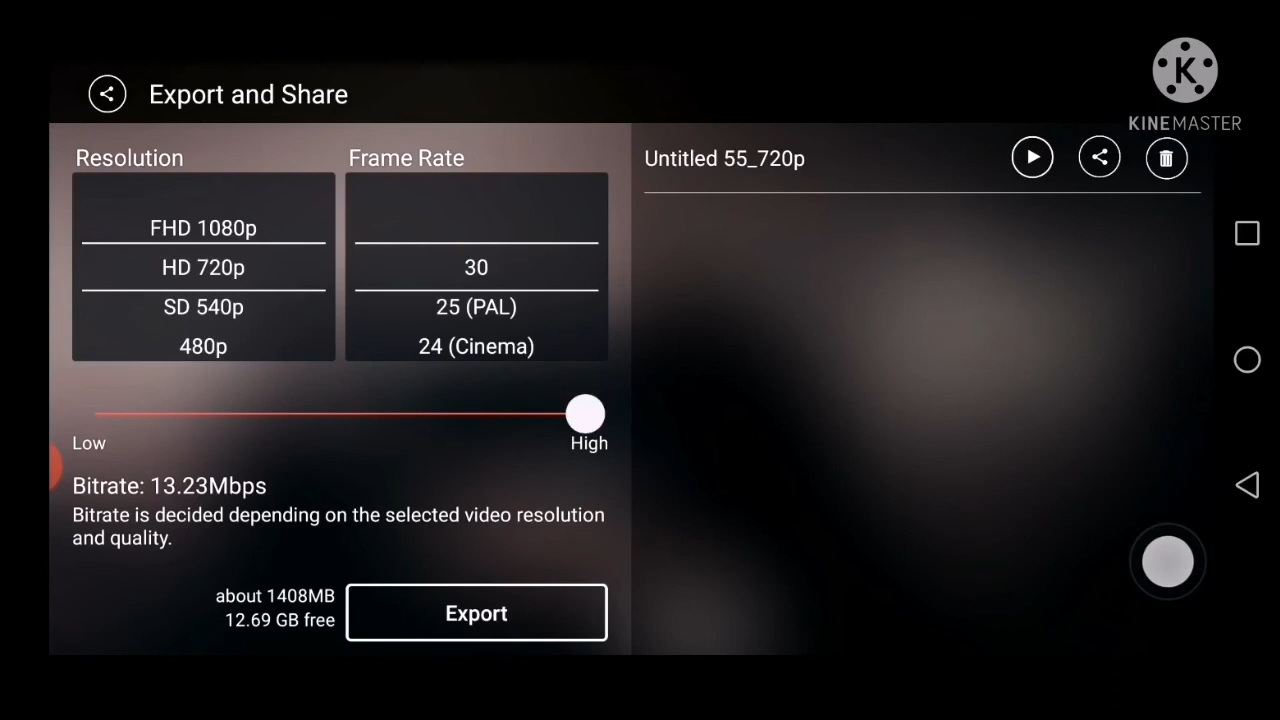 Export and Share
K
KINEMASTER
Resolution
FHD 1080p
HD 720p
SD 540p
480p
Frame Rate
30
25 (PAL)
24 (Cinema)
Low
High
Bitrate: 13.23Mbps
Bitrate is decided depending on the selected video resolution
and quality.
about 1408MB
12.69 GB free
Export
Untitled 55_720p